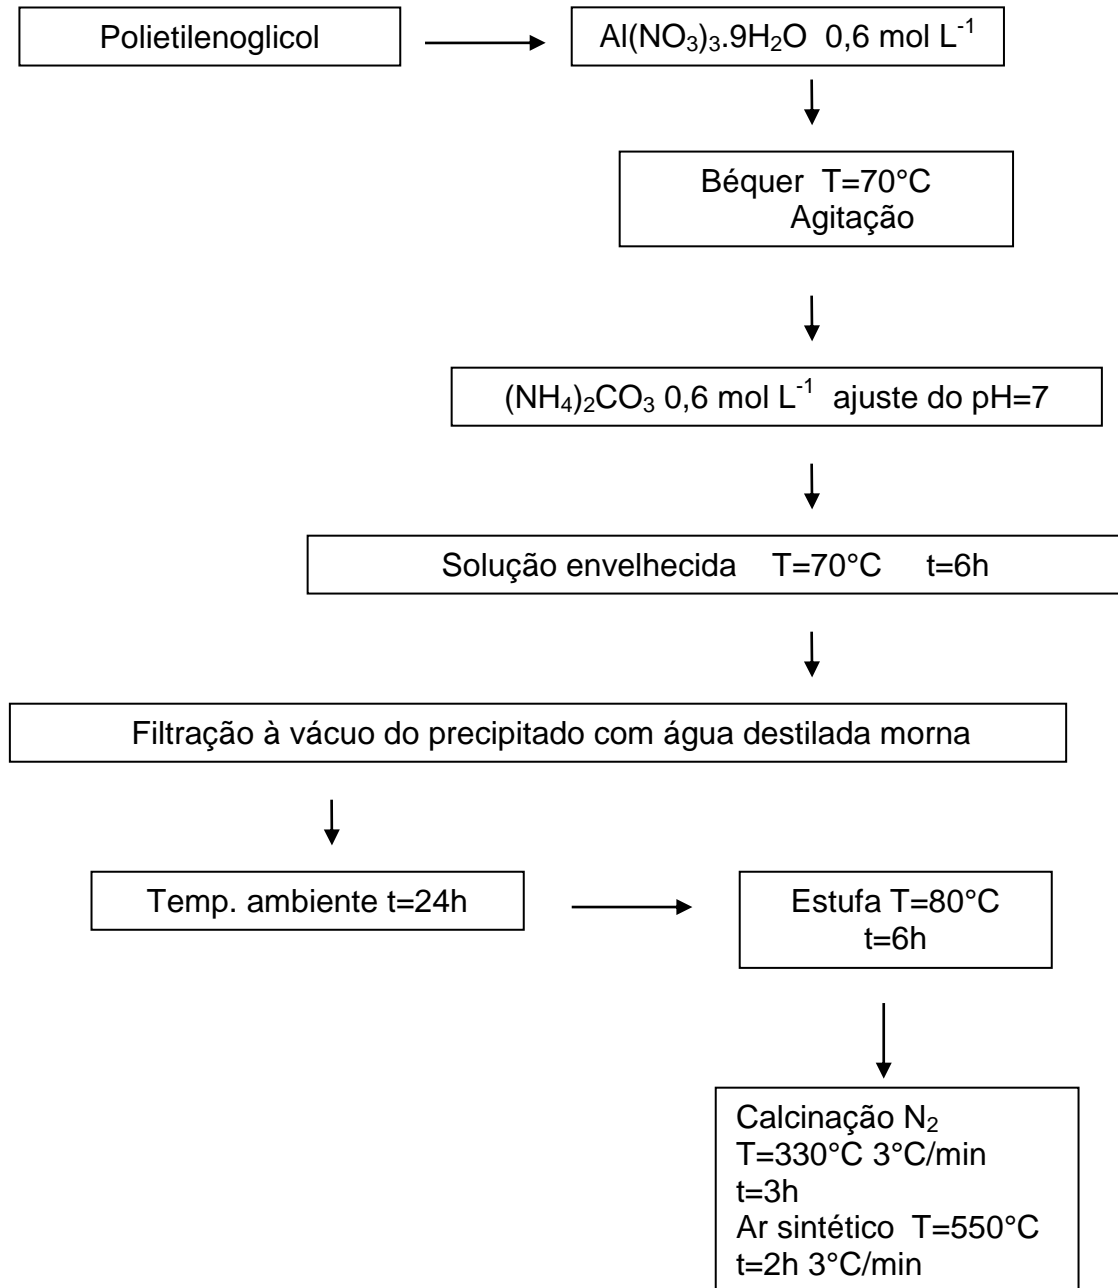 Polietilenoglicol
Al(NO₃)₃.9H₂O 0,6 mol L⁻¹
Béquer T=70°C
Agitação
(NH₄)₂CO₃ 0,6 mol L⁻¹ ajuste do pH=7
Solução envelhecida T=70°C t=6h
Filtração à vácuo do precipitado com água destilada morna
Temp. ambiente t=24h
Estufa T=80°C
t=6h
Calcinação N₂
T=330°C 3°C/min
t=3h
Ar sintético T=550°C
t=2h 3°C/min